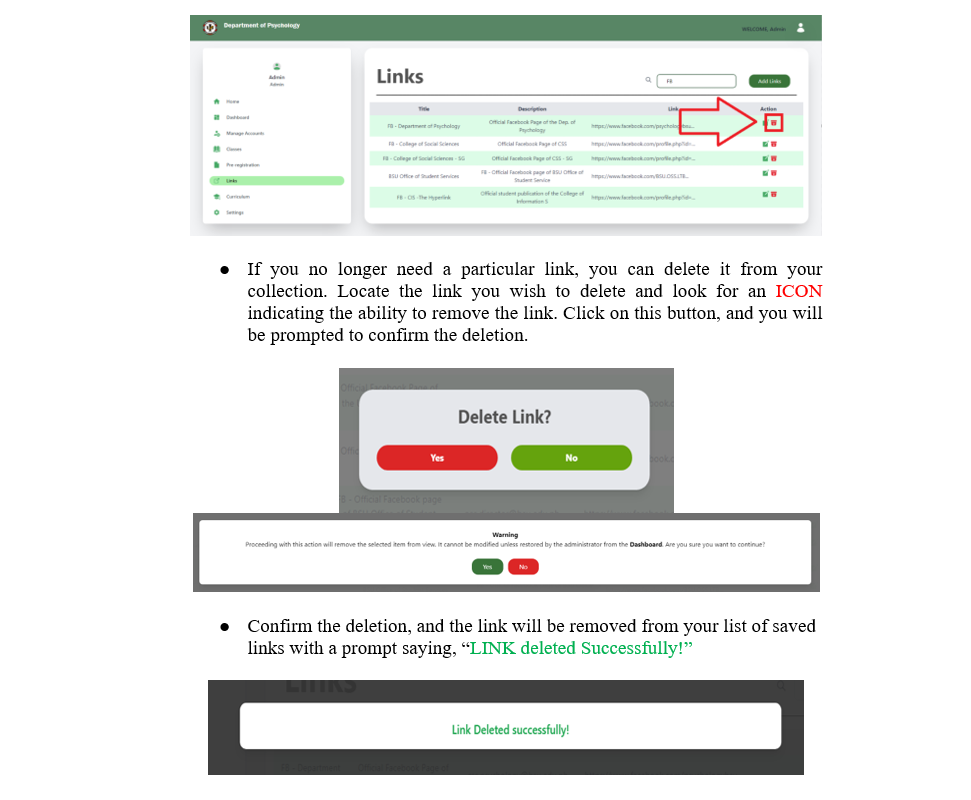 Department of Psychology
WELCOME, Admin
Admin
Admin
Home
Dashboard
Manage Accounts
Classes
Pre-registration
Links
Curriculum
Settings
Links
FB
Add Links
Title Description Link Action
FB - Department of Psychology
Official Facebook Page of the Dep. of
Psychology
https://www.facebook.com/psychology
FB - College of Social Sciences Official Facebook Page of CSS https://www.facebook.com/profile.php?id=...
FB - College of Social Sciences - SG Official Facebook Page of CSS - SG https://www.facebook.com/profile.php?id=...
BSU Office of Student Services
FB - Official Facebook page of BSU Office of
Student Service
https://www.facebook.com/BSU.OSS.LTB...
FB - CIS -The Hyperlink
Official student publication of the College of
Information S
https://www.facebook.com/profile.php?id=...
● If you no longer need a particular link, you can delete it from your
collection. Locate the link you wish to delete and look for an ICON
indicating the ability to remove the link. Click on this button, and you will
be prompted to confirm the deletion.
Official Facebook Page of
the
Delete Link?
Yes No
B - Official Facebook page
Warning
Proceeding with this action will remove the selected item from view. It cannot be modified unless restored by the administrator from the Dashboard. Are you sure you want to continue?
Yes No
● Confirm the deletion, and the link will be removed from your list of saved
links with a prompt saying, “LINK deleted Successfully!”
Links
Link Deleted successfully!